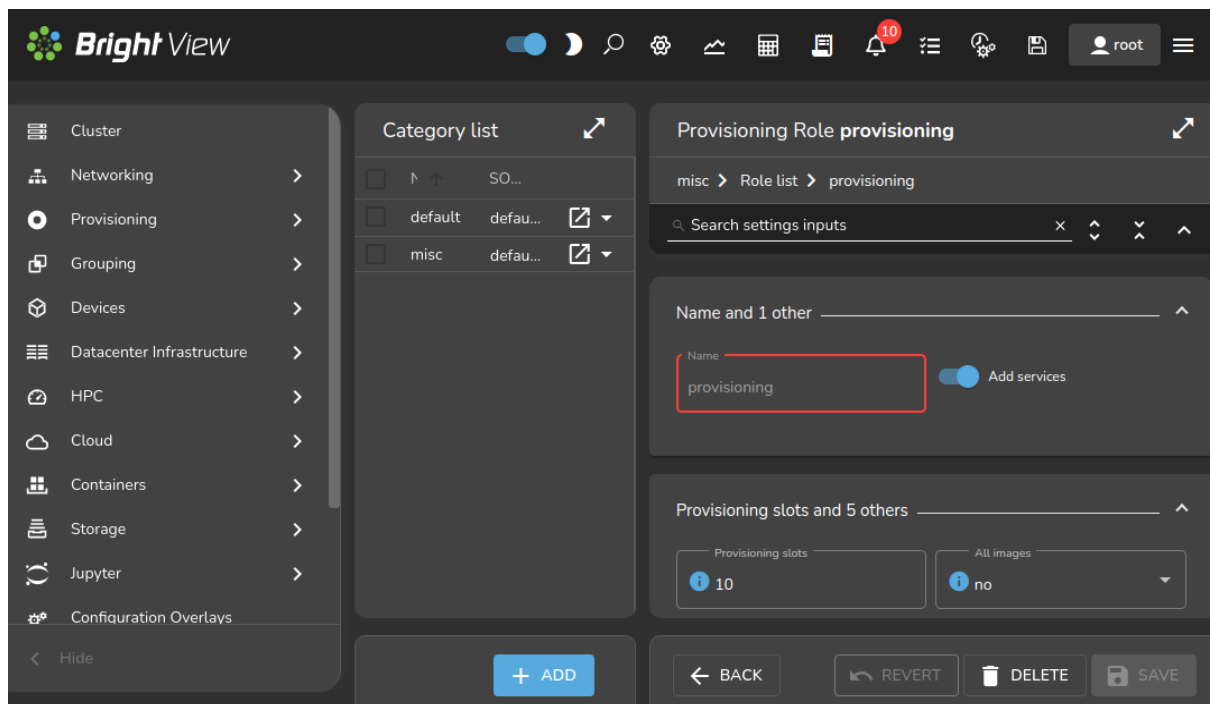 Bright View
10
root
Cluster
Networking
Provisioning
Grouping
Devices
Datacenter Infrastructure
HPC
Cloud
Containers
Storage
Jupyter
Configuration Overlays
Hide
Category list
SO...
default defau...
misc defau...
+ ADD
Provisioning Role provisioning
misc > Role list > provisioning
Search settings inputs
Name and 1 other
Name
provisioning
Add services
Provisioning slots and 5 others
Provisioning slots
10
All images
no
BACK
REVERT
DELETE
SAVE